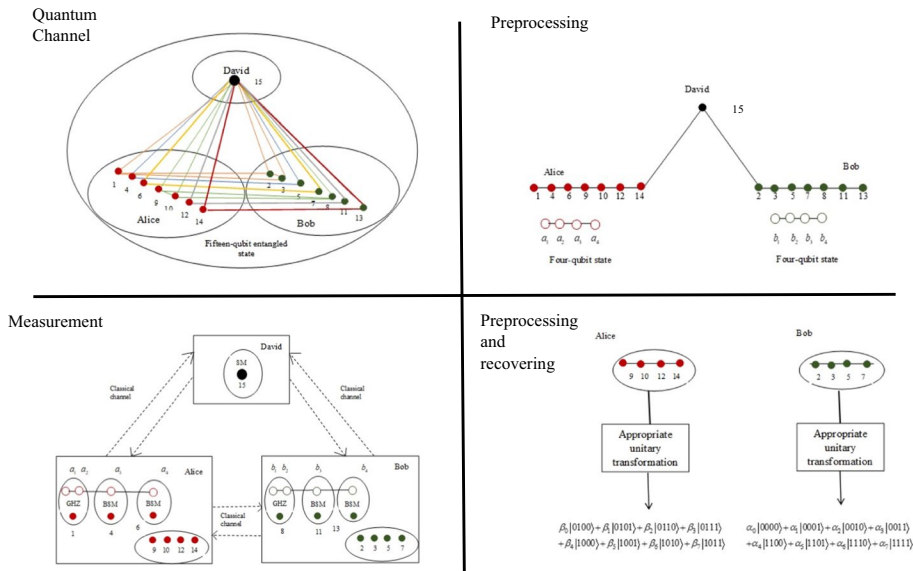 Quantum
Channel
David
15
1 4 6 9 10 12 14
2 3 5 7 8 11 13
Alice
Bob
Fifteen-qubit entangled
state
Preprocessing
David
15
Alice
Bob
1 4 6 9 10 12 14
2 3 5 7 8 11 13
a₁ a₂ a₃ a₄
b₁ b₂ b₃ b₄
Four-qubit state
Four-qubit state
Measurement
David
SM
15
Classical
channel
Classical
channel
a₁ a₂ a₃ a₄ Alice
GHZ BSM BSM
1 4 6
9 10 12 14
Classical
channel
b₁ b₂ b₃ b₄ Bob
GHZ BSM BSM
8 11 13
2 3 5 7
Preprocessing
and
recovering
Alice
Bob
9 10 12 14
2 3 5 7
Appropriate
unitary
transformation
Appropriate
unitary
transformation
β₀|0100⟩+β₁|0101⟩+β₂|0110⟩+β₃|0111⟩
+β₄|1000⟩+β₅|1001⟩+β₆|1010⟩+β₇|1011⟩
α₀|0000⟩+α₁|0001⟩+α₂|0010⟩+α₃|0011⟩
+α₄|1100⟩+α₅|1101⟩+α₆|1110⟩+α₇|1111⟩